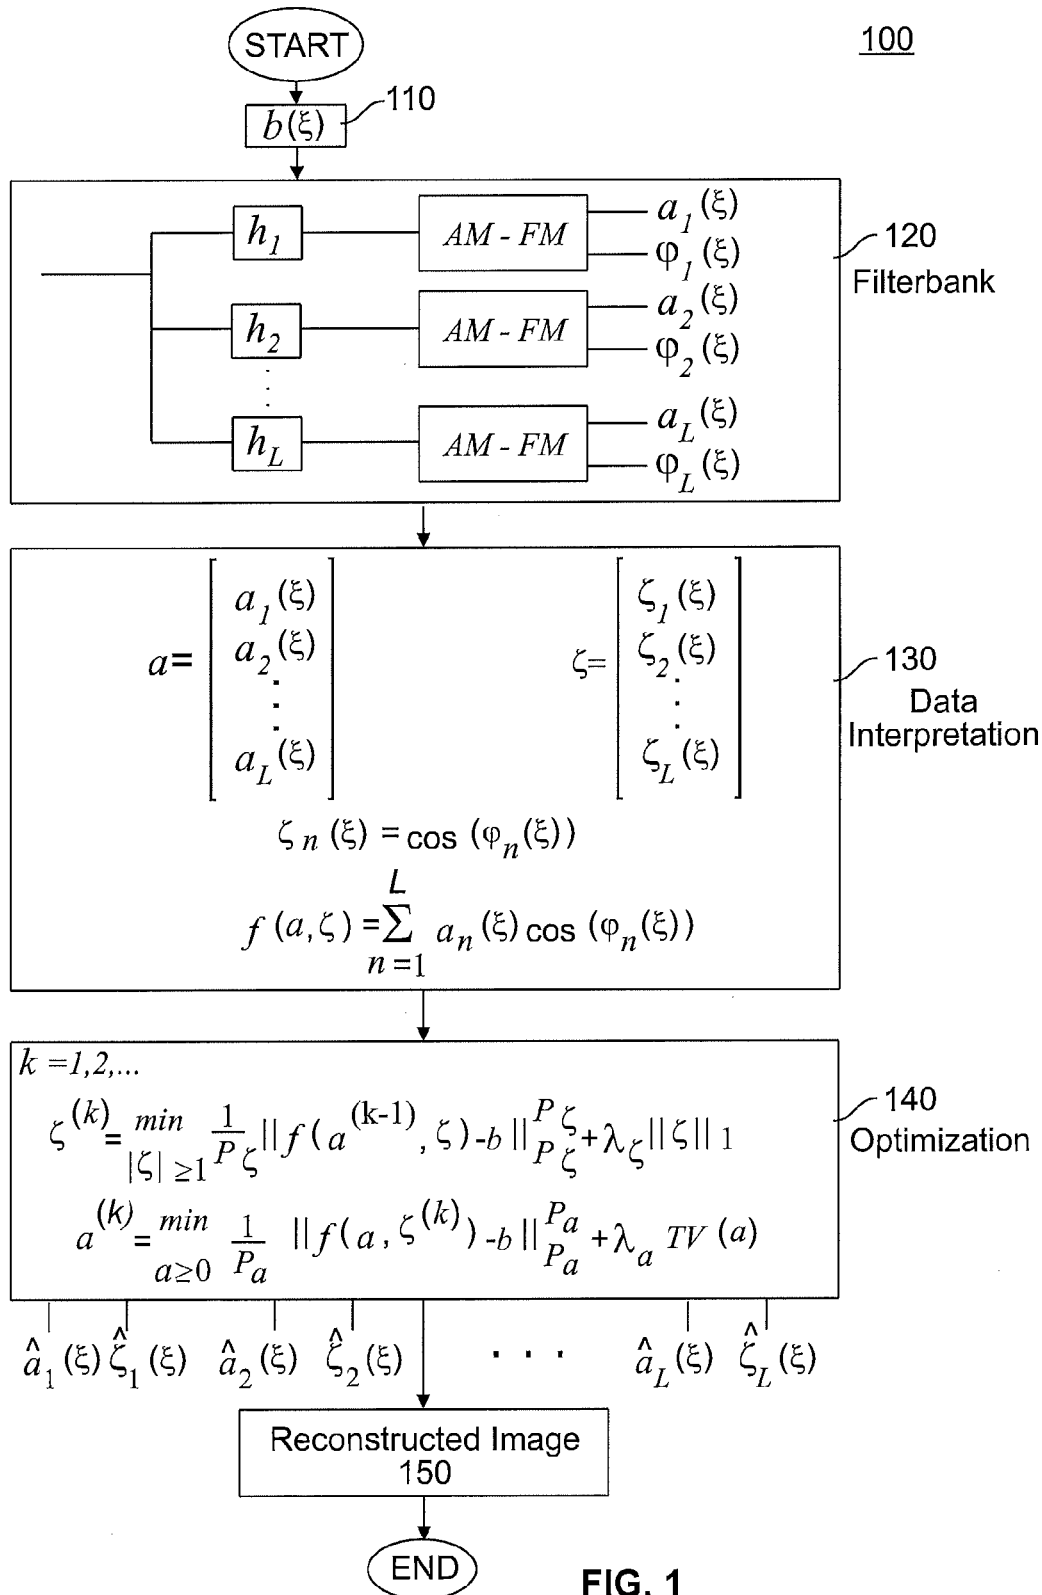 START
100
110
b(ξ)
h1 AM - FM a1(ξ)
φ1(ξ)
120
Filterbank
h2 AM - FM a2(ξ)
φ2(ξ)
⋮
hL AM - FM aL(ξ)
φL(ξ)
a= [ a1(ξ) a2(ξ) ⋮ aL(ξ) ] ζ= [ ζ1(ξ) ζ2(ξ) ⋮ ζL(ξ) ]
130
Data
Interpretation
ζn(ξ) = cos (φn(ξ))
f(a,ζ) = ∑_{n=1}^{L} an(ξ) cos (φn(ξ))
k =1,2,...
ζ^(k) = min_{|ζ| ≥1} 1/Pζ ||f(a^(k-1), ζ) -b||_{Pζ}^{Pζ} + λζ ||ζ|| 1
a^(k) = min_{a≥0} 1/Pa ||f(a, ζ^(k)) -b||_{Pa}^{Pa} + λa TV (a)
140
Optimization
â1(ξ) ζ̂1(ξ) â2(ξ) ζ̂2(ξ) . . . âL(ξ) ζ̂L(ξ)
Reconstructed Image
150
END
FIG. 1